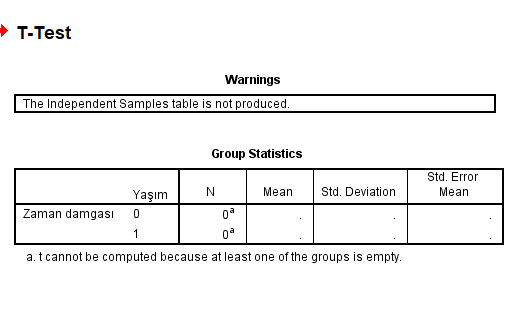 T-Test
Warnings
The Independent Samples table is not produced.
Group Statistics
Yaşım N Mean Std. Deviation Std. Error Mean
Zaman damgası 0 0a . . .
1 0a . . .
a. t cannot be computed because at least one of the groups is empty.